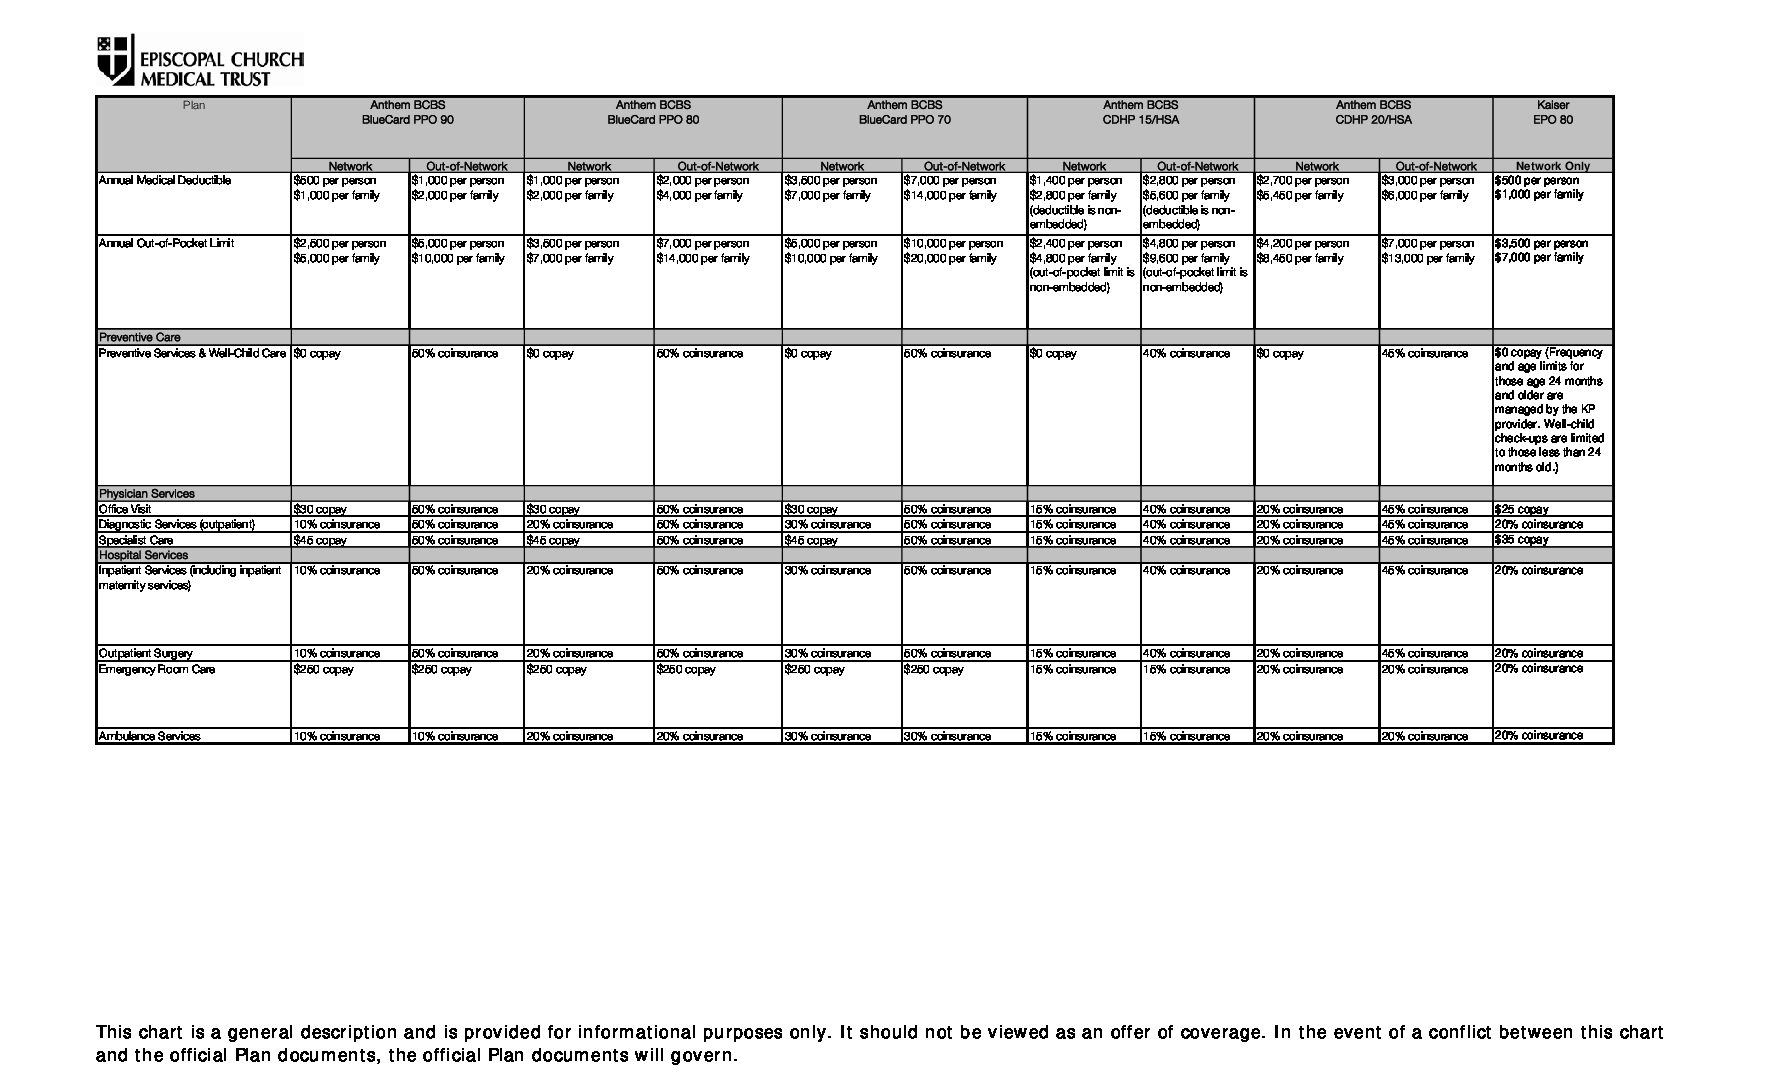 EPISCOPAL CHURCH
MEDICAL TRUST
Plan Anthem BCBS Anthem BCBS Anthem BCBS Anthem BCBS Anthem BCBS Kaiser
BlueCard PPO 90 BlueCard PPO 80 BlueCard PPO 70 CDHP 15/HSA CDHP 20/HSA EPO 80
Network Out-of-Network Network Out-of-Network Network Out-of-Network Network Out-of-Network Network Out-of-Network Network Only
Annual Medical Deductible $500 per person $1,000 per person $1,000 per person $2,000 per person $3,500 per person $7,000 per person $1,400 per person $2,800 per person $2,700 per person $3,000 per person $500 per person
$1,000 per family $2,000 per family $2,000 per family $4,000 per family $7,000 per family $14,000 per family $2,800 per family $5,600 per family $5,450 per family $6,000 per family $1,000 per family
(deductible is non- (deductible is non-
embedded) embedded)
Annual Out-of-Pocket Limit $2,500 per person $5,000 per person $3,500 per person $7,000 per person $5,000 per person $10,000 per person $2,400 per person $4,800 per person $4,200 per person $7,000 per person $3,500 per person
$5,000 per family $10,000 per family $7,000 per family $14,000 per family $10,000 per family $20,000 per family $4,800 per family $9,600 per family $8,450 per family $13,000 per family $7,000 per family
(out-of-pocket limit is (out-of-pocket limit is
non-embedded) non-embedded)
Preventive Care
Preventive Services & Well-Child Care $0 copay 50% coinsurance $0 copay 50% coinsurance $0 copay 50% coinsurance $0 copay 40% coinsurance $0 copay 45% coinsurance $0 copay (Frequency
and age limits for
those age 24 months
and older are
managed by the KP
provider. Well-child
check-ups are limited
to those less than 24
months old.)
Physician Services
Office Visit $30 copay 50% coinsurance $30 copay 50% coinsurance $30 copay 50% coinsurance 15% coinsurance 40% coinsurance 20% coinsurance 45% coinsurance $25 copay
Diagnostic Services (outpatient) 10% coinsurance 50% coinsurance 20% coinsurance 50% coinsurance 30% coinsurance 50% coinsurance 15% coinsurance 40% coinsurance 20% coinsurance 45% coinsurance 20% coinsurance
Specialist Care $45 copay 50% coinsurance $45 copay 50% coinsurance $45 copay 50% coinsurance 15% coinsurance 40% coinsurance 20% coinsurance 45% coinsurance $35 copay
Hospital Services
Inpatient Services (including inpatient 10% coinsurance 50% coinsurance 20% coinsurance 50% coinsurance 30% coinsurance 50% coinsurance 15% coinsurance 40% coinsurance 20% coinsurance 45% coinsurance 20% coinsurance
maternity services)
Outpatient Surgery 10% coinsurance 50% coinsurance 20% coinsurance 50% coinsurance 30% coinsurance 50% coinsurance 15% coinsurance 40% coinsurance 20% coinsurance 45% coinsurance 20% coinsurance
Emergency Room Care $250 copay $250 copay $250 copay $250 copay $250 copay $250 copay 15% coinsurance 15% coinsurance 20% coinsurance 20% coinsurance 20% coinsurance
Ambulance Services 10% coinsurance 10% coinsurance 20% coinsurance 20% coinsurance 30% coinsurance 30% coinsurance 15% coinsurance 15% coinsurance 20% coinsurance 20% coinsurance 20% coinsurance
This chart is a general description and is provided for informational purposes only. It should not be viewed as an offer of coverage. In the event of a conflict between this chart
and the official Plan documents, the official Plan documents will govern.